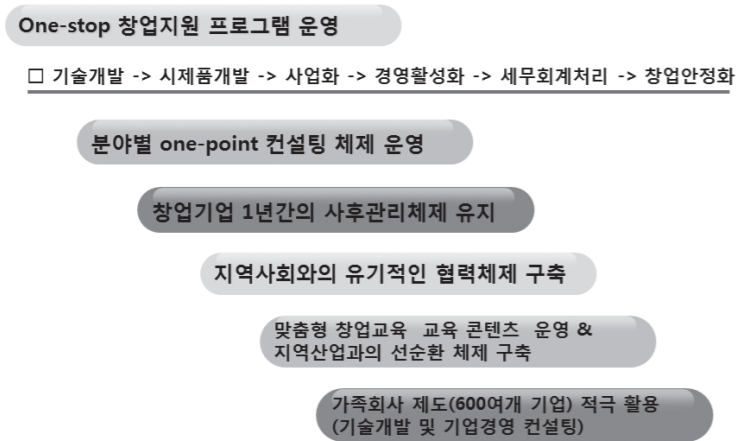 One-stop 창업지원 프로그램 운영
□ 기술개발 -> 시제품개발 -> 사업화 -> 경영활성화 -> 세무회계처리 -> 창업안정화
분야별 one-point 컨설팅 체제 운영
창업기업 1년간의 사후관리체제 유지
지역사회와의 유기적인 협력체제 구축
맞춤형 창업교육 교육 콘텐츠 운영 &
지역산업과의 선순환 체제 구축
가족회사 제도(600여개 기업) 적극 활용
(기술개발 및 기업경영 컨설팅)